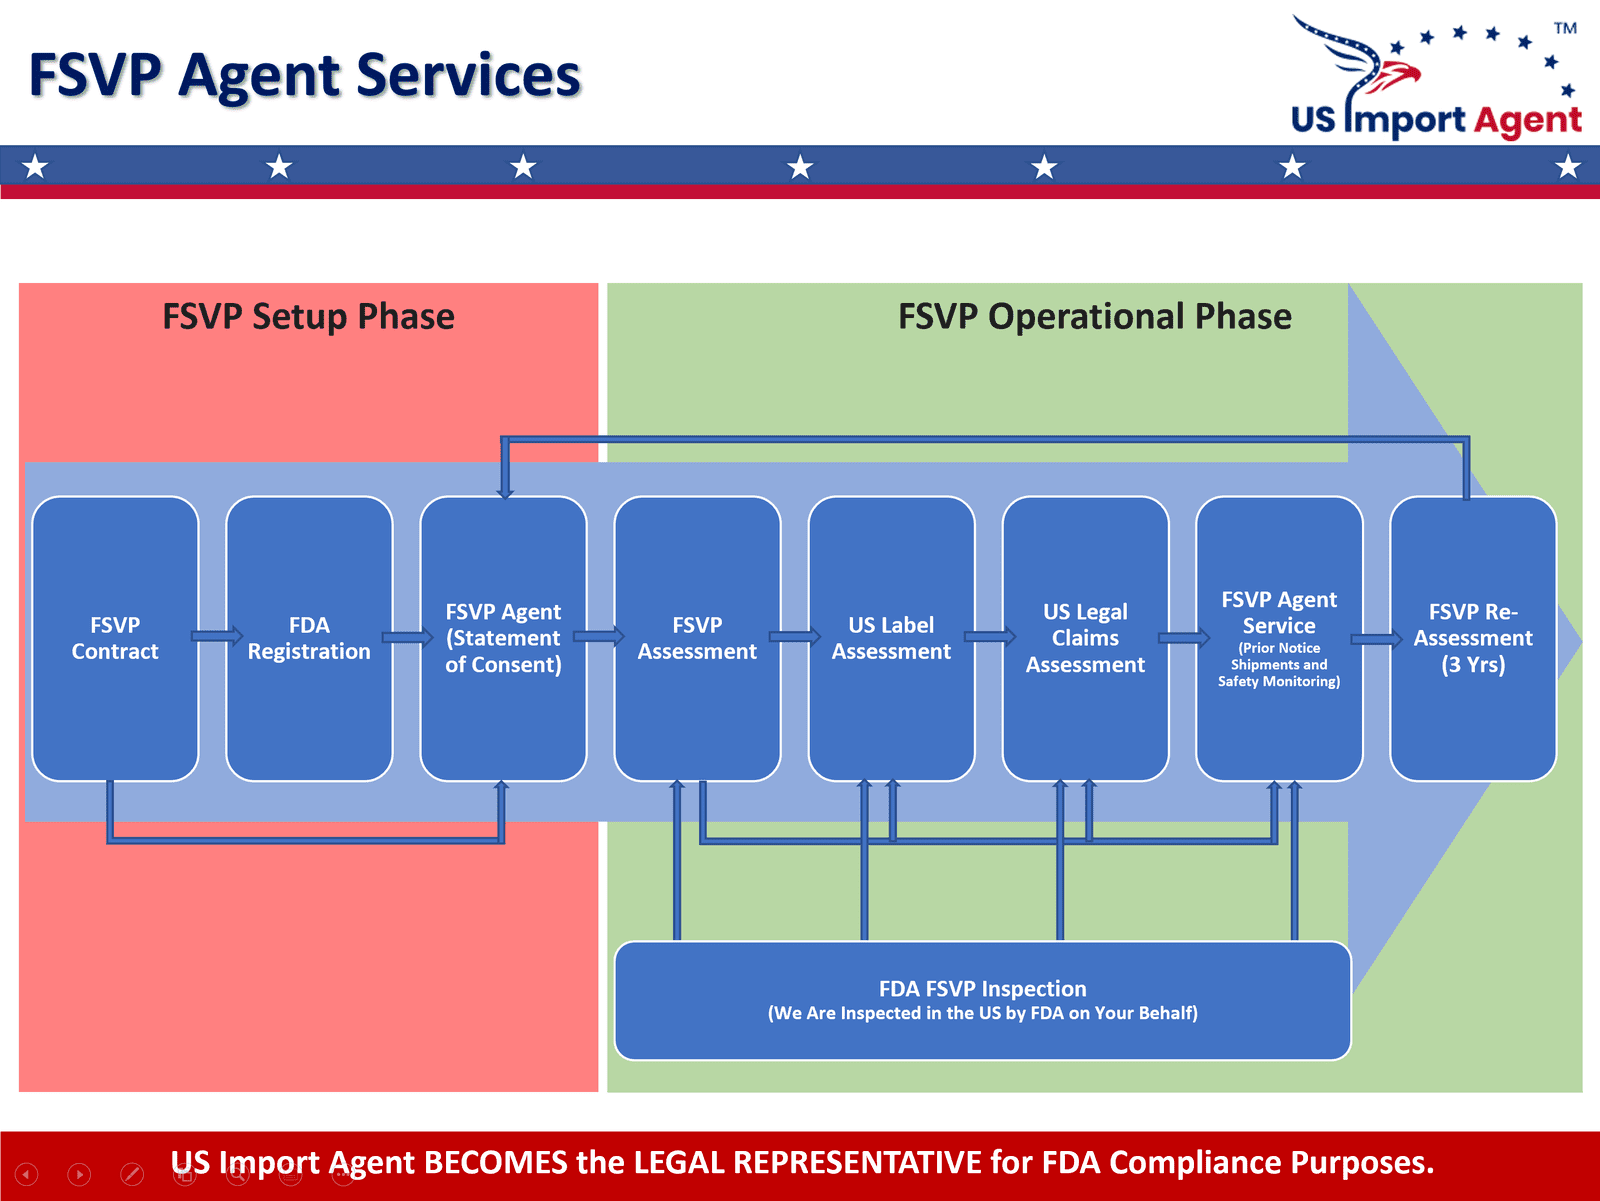 FSVP Agent Services
TM
US Import Agent
FSVP Setup Phase
FSVP Operational Phase
FSVP
Contract
FDA
Registration
FSVP Agent
(Statement
of Consent)
FSVP
Assessment
US Label
Assessment
US Legal
Claims
Assessment
FSVP Agent
Service
(Prior Notice
Shipments and
Safety Monitoring)
FSVP Re-
Assessment
(3 Yrs)
FDA FSVP Inspection
(We Are Inspected in the US by FDA on Your Behalf)
US Import Agent BECOMES the LEGAL REPRESENTATIVE for FDA Compliance Purposes.